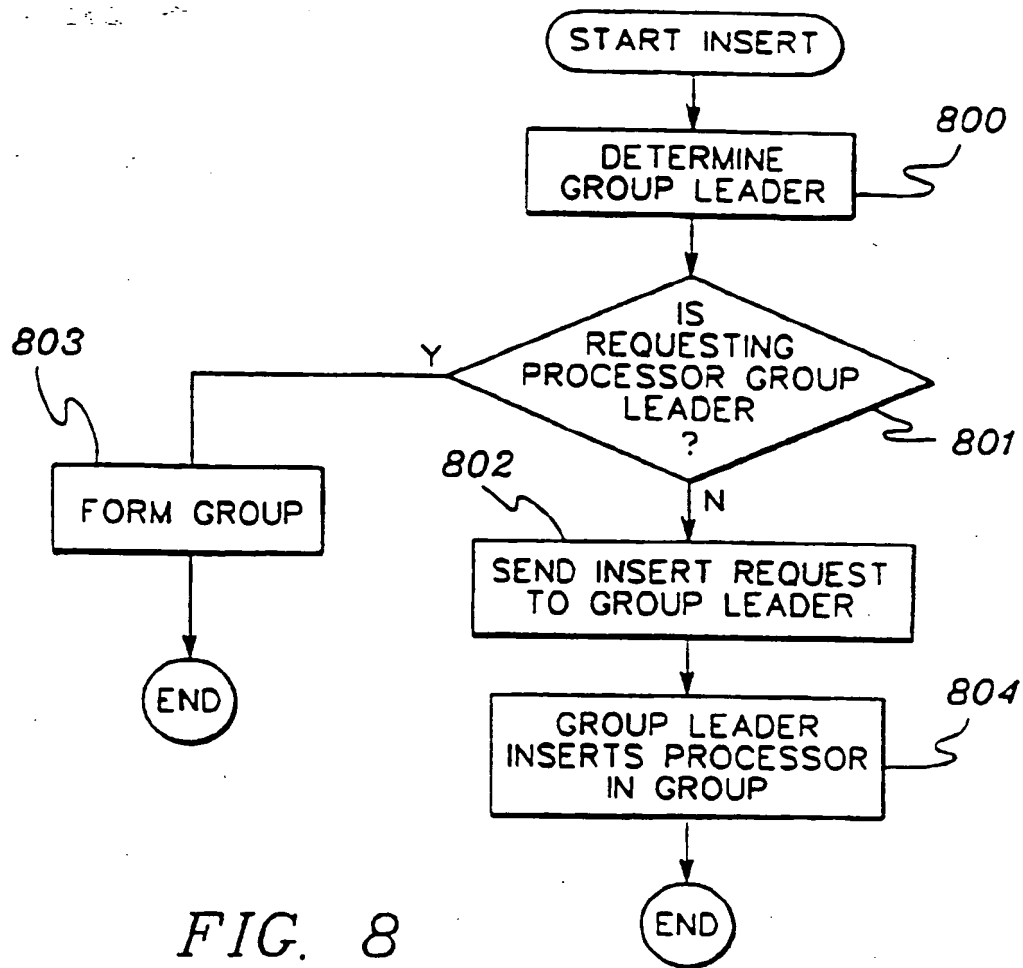 START INSERT
800
DETERMINE
GROUP LEADER
IS
REQUESTING
PROCESSOR GROUP
LEADER
?
801
Y
803
FORM GROUP
END
N
802
SEND INSERT REQUEST
TO GROUP LEADER
804
GROUP LEADER
INSERTS PROCESSOR
IN GROUP
END
FIG. 8